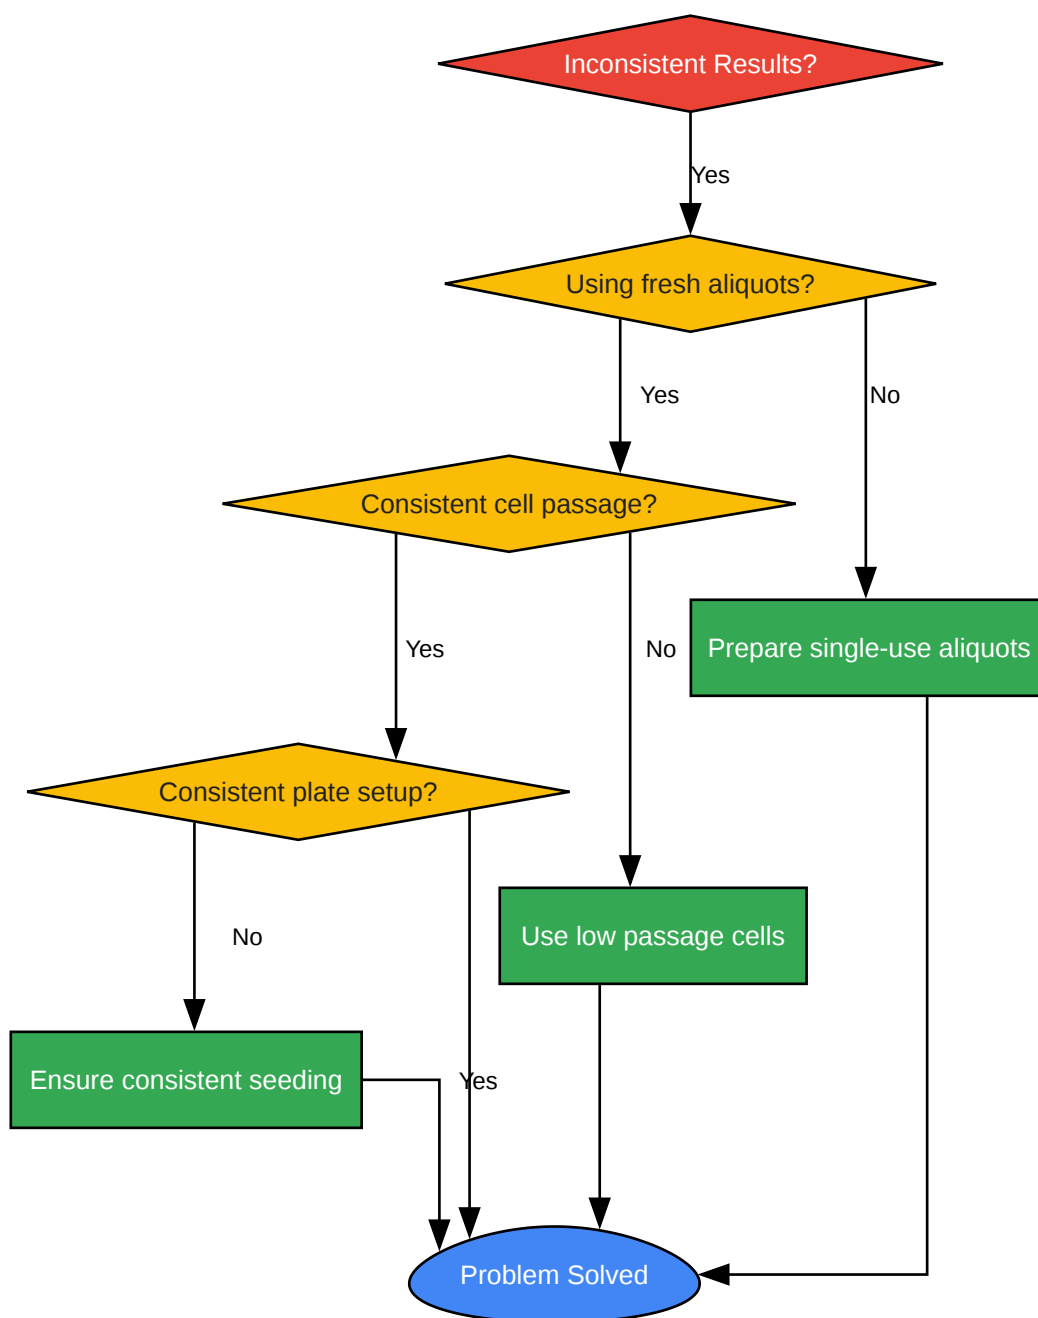 Inconsistent Results?
Yes
Using fresh aliquots?
Yes
No
Consistent cell passage?
Yes
No
Prepare single-use aliquots
Consistent plate setup?
No
Use low passage cells
Ensure consistent seeding
Yes
Problem Solved